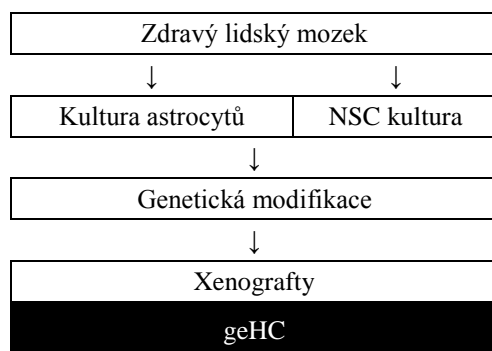 Zdravý lidský mozek
↓ ↓
Kultura astrocytů NSC kultura
↓
Genetická modifikace
↓
Xenografty
geHC